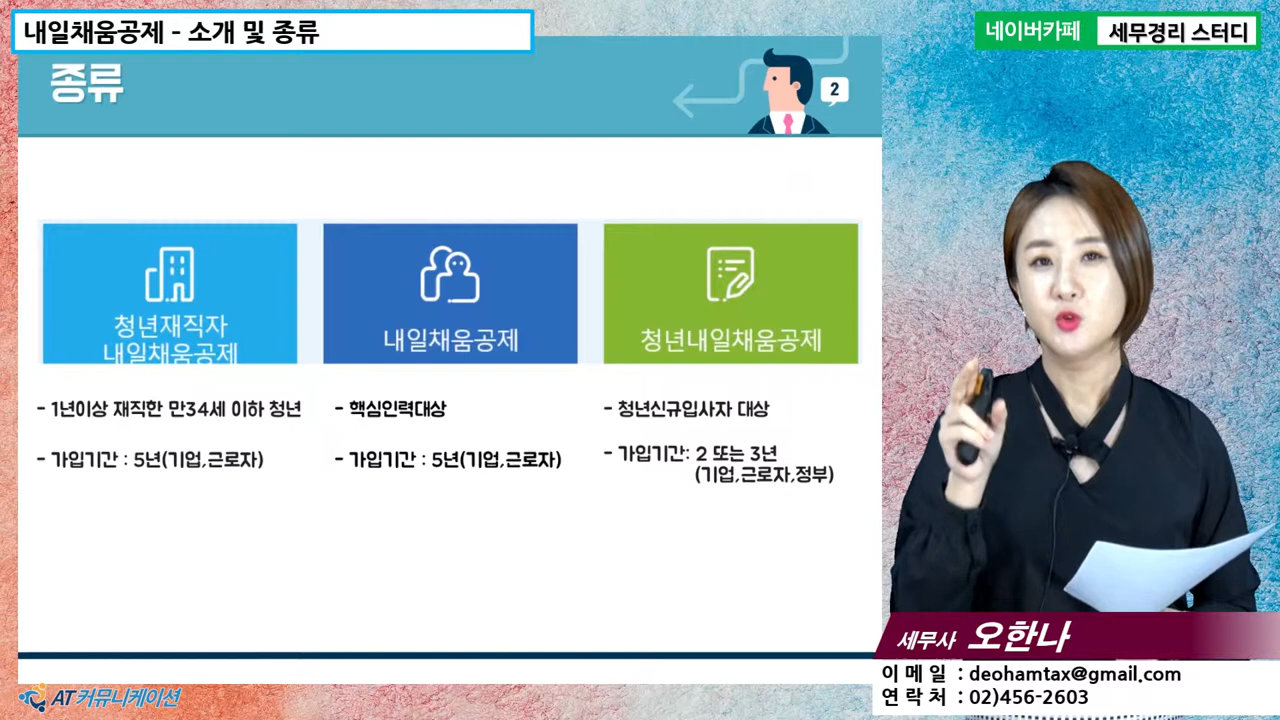 내일채움공제 - 소개 및 종류
네이버카페 세무경리 스터디
종류
2
청년재직자
내일채움공제
내일채움공제
청년내일채움공제
- 1년이상 재직한 만34세 이하 청년
- 가입기간 : 5년(기업,근로자)
- 핵심인력대상
- 가입기간 : 5년(기업,근로자)
- 청년신규입사자 대상
- 가입기간: 2 또는 3년
(기업,근로자,정부)
세무사 오한나
이 메 일 : deohamtax@gmail.com
연 락 처 : 02)456-2603
AT커뮤니케이션